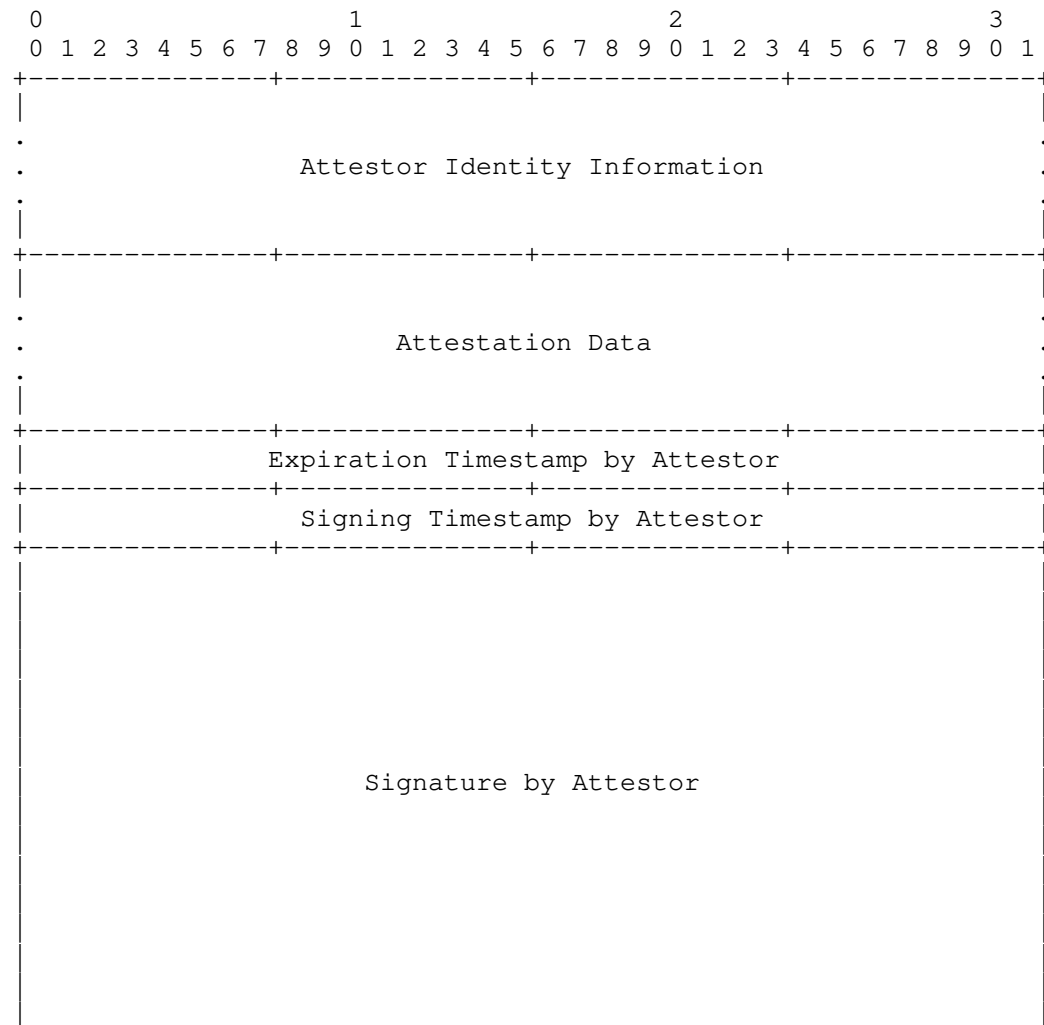 0 1 2 3
0 1 2 3 4 5 6 7 8 9 0 1 2 3 4 5 6 7 8 9 0 1 2 3 4 5 6 7 8 9 0 1
Attestor Identity Information
Attestation Data
Expiration Timestamp by Attestor
Signing Timestamp by Attestor
Signature by Attestor